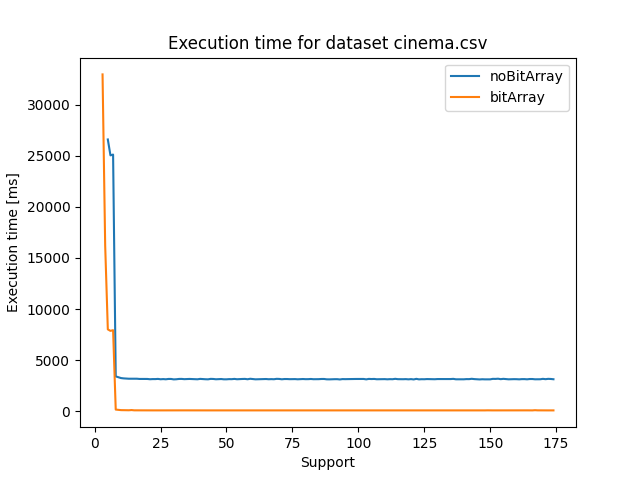 Execution time for dataset cinema.csv
noBitArray
bitArray
Execution time [ms]
30000
25000
20000
15000
10000
5000
0
0 25 50 75 100 125 150 175
Support